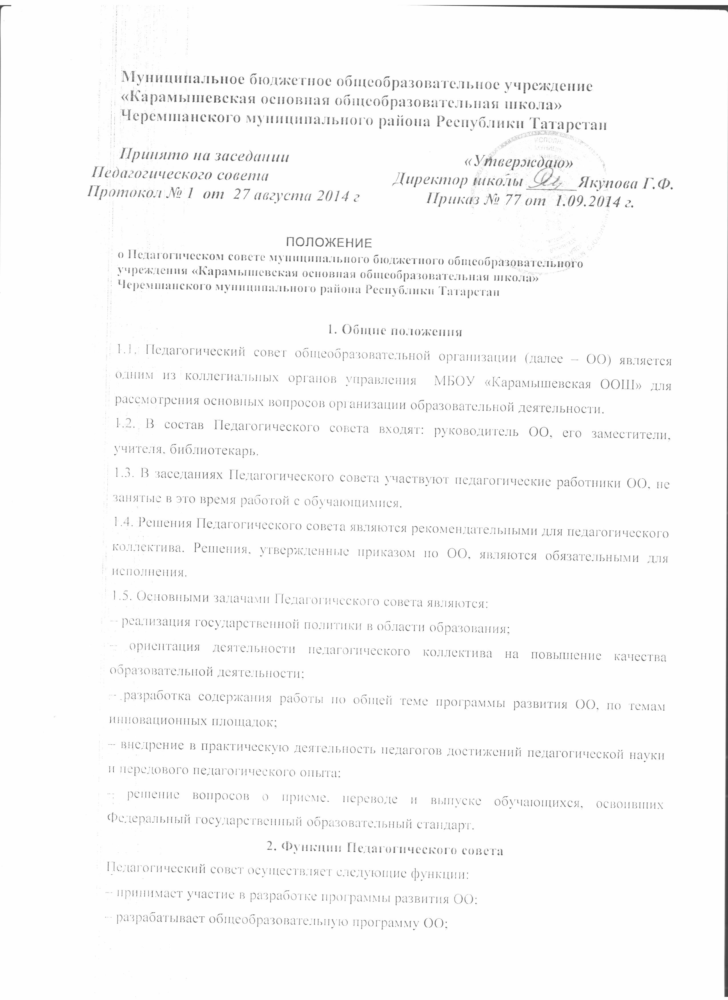 Муниципальное бюджетное общеобразовательное учреждение
«Карамышевская основная общеобразовательная школа»
Черемшанского муниципального района Республики Татарстан
Принято на заседании
Педагогического совета
Протокол № 1 от 27 августа 2014 г
«Утверждаю»
Директор школы ______ Якупова Г.Ф.
Приказ № 77 от 1.09.2014 г.
ПОЛОЖЕНИЕ
о Педагогическом совете муниципального бюджетного общеобразовательного
учреждения «Карамышевская основная общеобразовательная школа»
Черемшанского муниципального района Республики Татарстан
1. Общие положения
1.1. Педагогический совет общеобразовательной организации (далее – ОО) является
одним из коллегиальных органов управления МБОУ «Карамышевская ООШ» для
рассмотрения основных вопросов организации образовательной деятельности.
1.2. В состав Педагогического совета входят: руководитель ОО, его заместители,
учителя, библиотекарь.
1.3. В заседаниях Педагогического совета участвуют педагогические работники ОО, не
занятые в это время работой с обучающимися.
1.4. Решения Педагогического совета являются рекомендательными для педагогического
коллектива. Решения, утвержденные приказом по ОО, являются обязательными для
исполнения.
1.5. Основными задачами Педагогического совета являются:
– реализация государственной политики в области образования;
– ориентация деятельности педагогического коллектива на повышение качества
образовательной деятельности;
– разработка содержания работы по общей теме программы развития ОО, по темам
инновационных площадок;
– внедрение в практическую деятельность педагогов достижений педагогической науки
и передового педагогического опыта;
– решение вопросов о приеме, переводе и выпуске обучающихся, освоивших
Федеральный государственный образовательный стандарт.
2. Функции Педагогического совета
Педагогический совет осуществляет следующие функции:
– принимает участие в разработке программы развития ОО;
– разрабатывает общеобразовательную программу ОО;